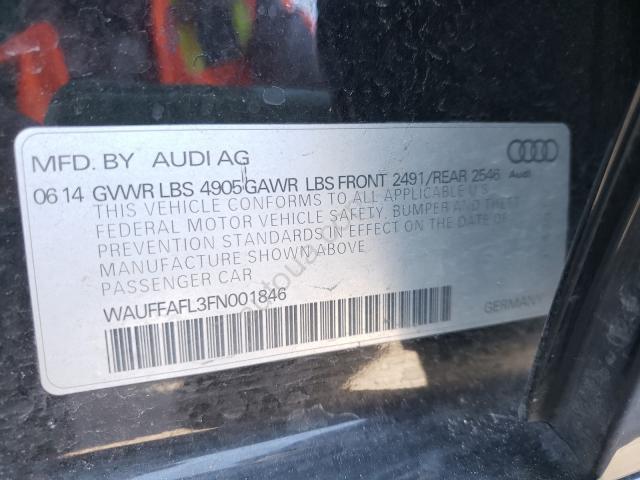 MFD. BY AUDI AG
Audi
06 14 GVWR LBS 4905 GAWR LBS FRONT 2491/REAR 2546
THIS VEHICLE CONFORMS TO ALL APPLICABLE U.S.
FEDERAL MOTOR VEHICLE SAFETY, BUMPER AND THEFT
PREVENTION STANDARDS IN EFFECT ON THE DATE OF
MANUFACTURE SHOWN ABOVE
PASSENGER CAR
WAUFFAFL3FN001846
GERMANY